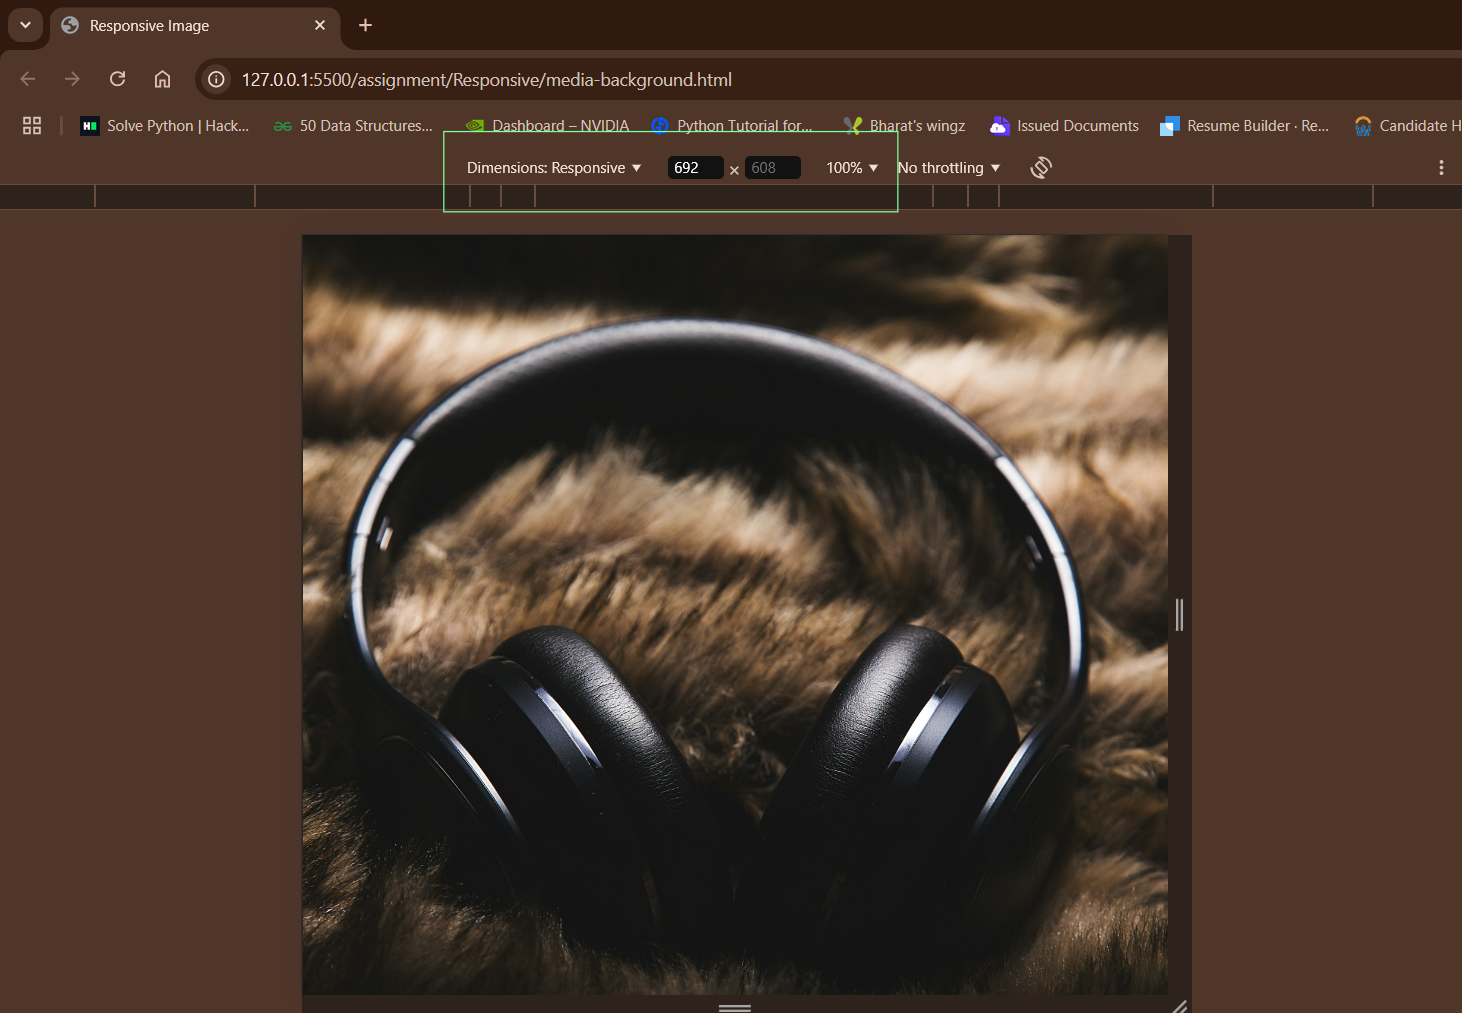 Responsive Image
127.0.0.1:5500/assignment/Responsive/media-background.html
Solve Python | Hack... 50 Data Structures... Dashboard – NVIDIA Python Tutorial for... Bharat's wingz Issued Documents Resume Builder · Re... Candidate H
Dimensions: Responsive 692 × 608 100% No throttling